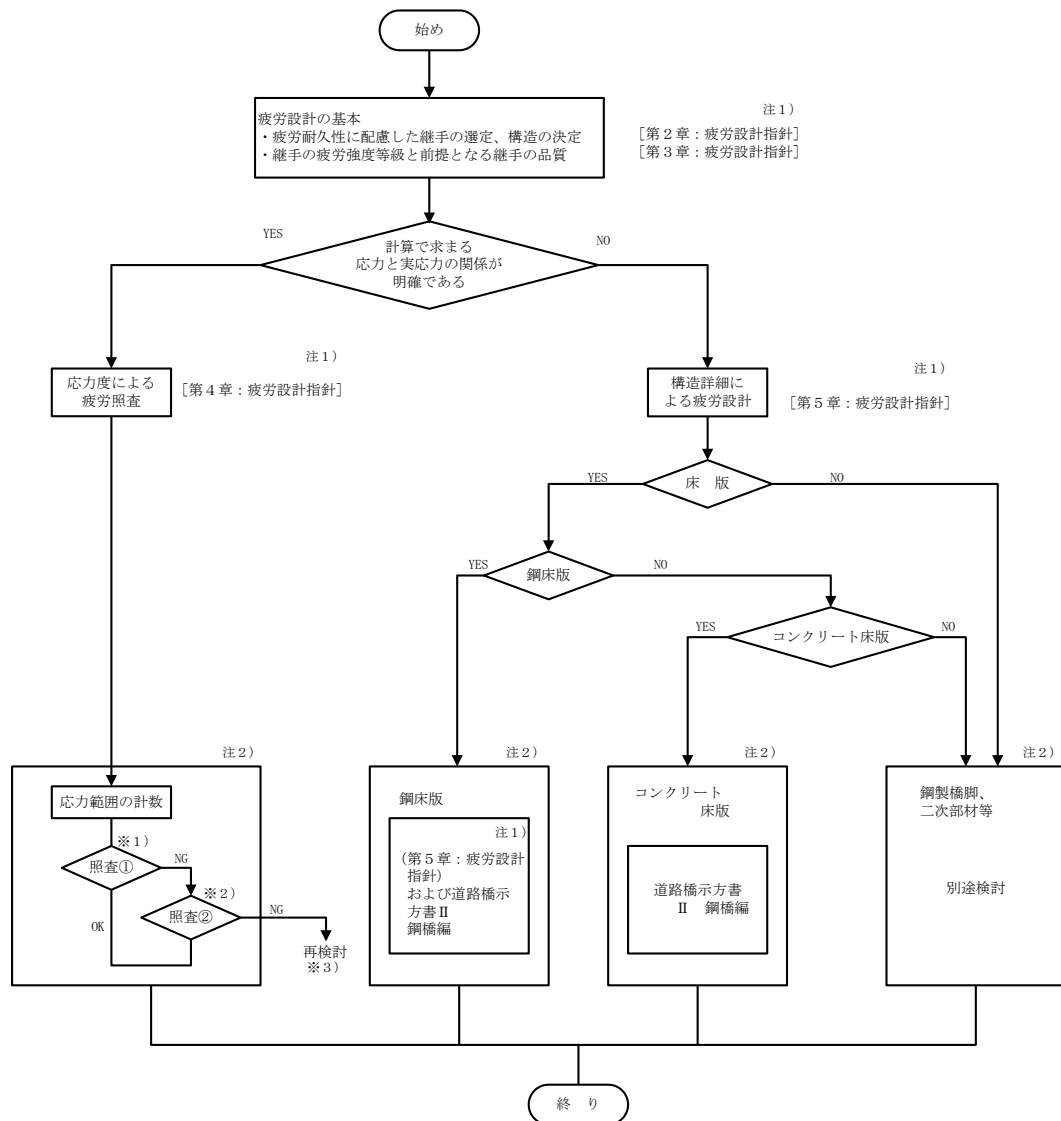 始め
疲労設計の基本
・疲労耐久性に配慮した継手の選定、構造の決定
・継手の疲労強度等級と前提となる継手の品質
注１）
［第２章：疲労設計指針］
［第３章：疲労設計指針］
YES
計算で求まる
応力と実応力の関係が
明確である
NO
応力度による
疲労照査
注１）
［第４章：疲労設計指針］
構造詳細に
よる疲労設計
注１）
［第５章：疲労設計指針］
YES
床　版
NO
YES
鋼床版
NO
YES
コンクリート床版
NO
注２）
応力範囲の計数
※１）
照査①
NG
※２）
照査②
NG
OK
再検討
※３）
注２）
鋼床版
注１）
（第５章：疲労設計
指針）
および道路橋示
方書Ⅱ
鋼橋編
注２）
コンクリート
床版
道路橋示方書
Ⅱ　鋼橋編
注２）
鋼製橋脚、
二次部材等
別途検討
終　り